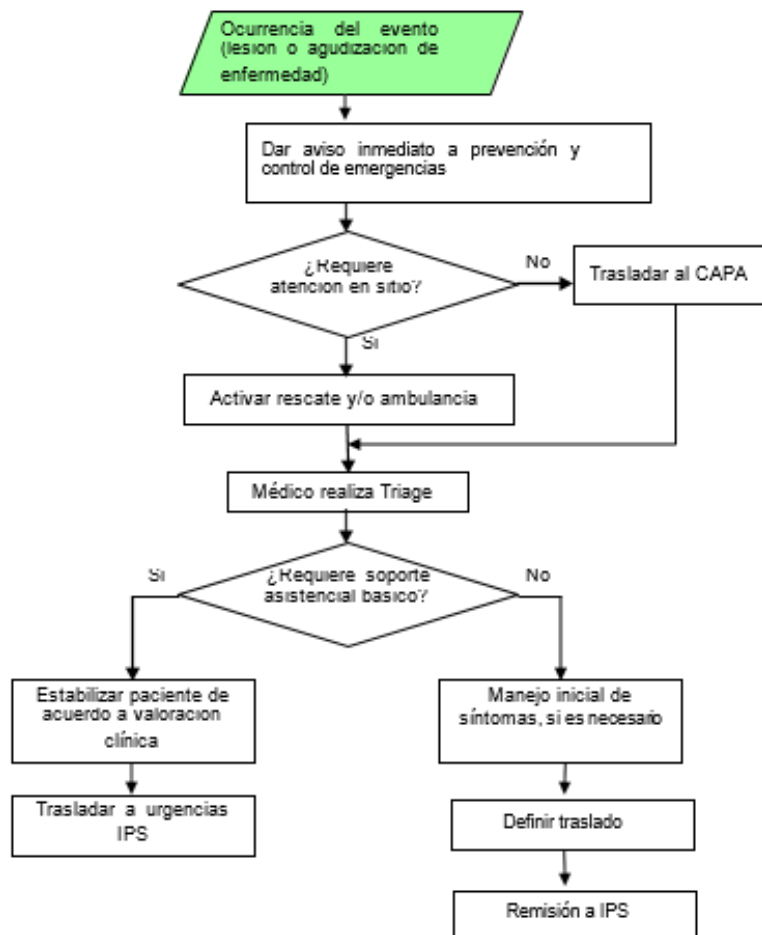 Ocurrencia del evento
(lesion o agudización de
enfermedad)
Dar aviso inmediato a prevención y
control de emergencias
¿Requiere
atencion en sitio?
No
Trasladar al CAPA
Si
Activar rescate y/o ambulancia
Médico realiza Triage
Si
¿Requiere soporte
asistencial basico?
No
Estabilizar paciente de
acuerdo a valoracion
clínica
Manejo inicial de
síntomas, si es necesario
Trasladar a urgencias
IPS
Definir traslado
Remisión a IPS